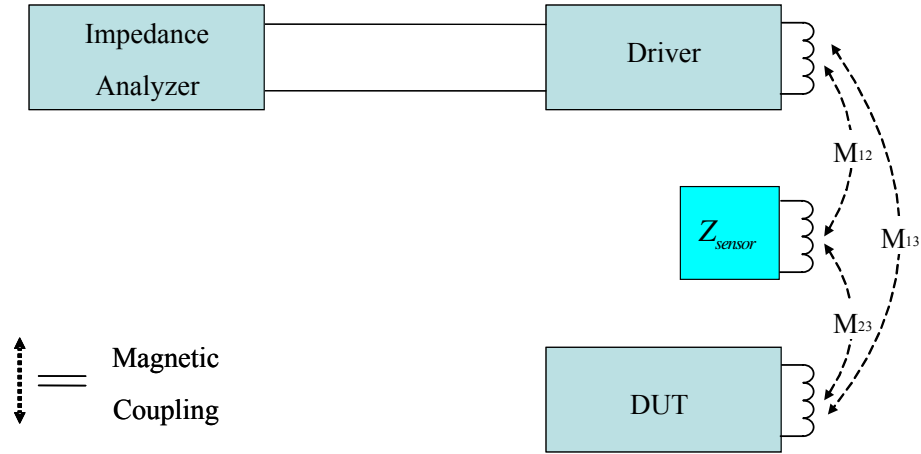 Impedance
Analyzer
Driver
M12
Zsensor
M13
M23
Magnetic
Coupling
DUT